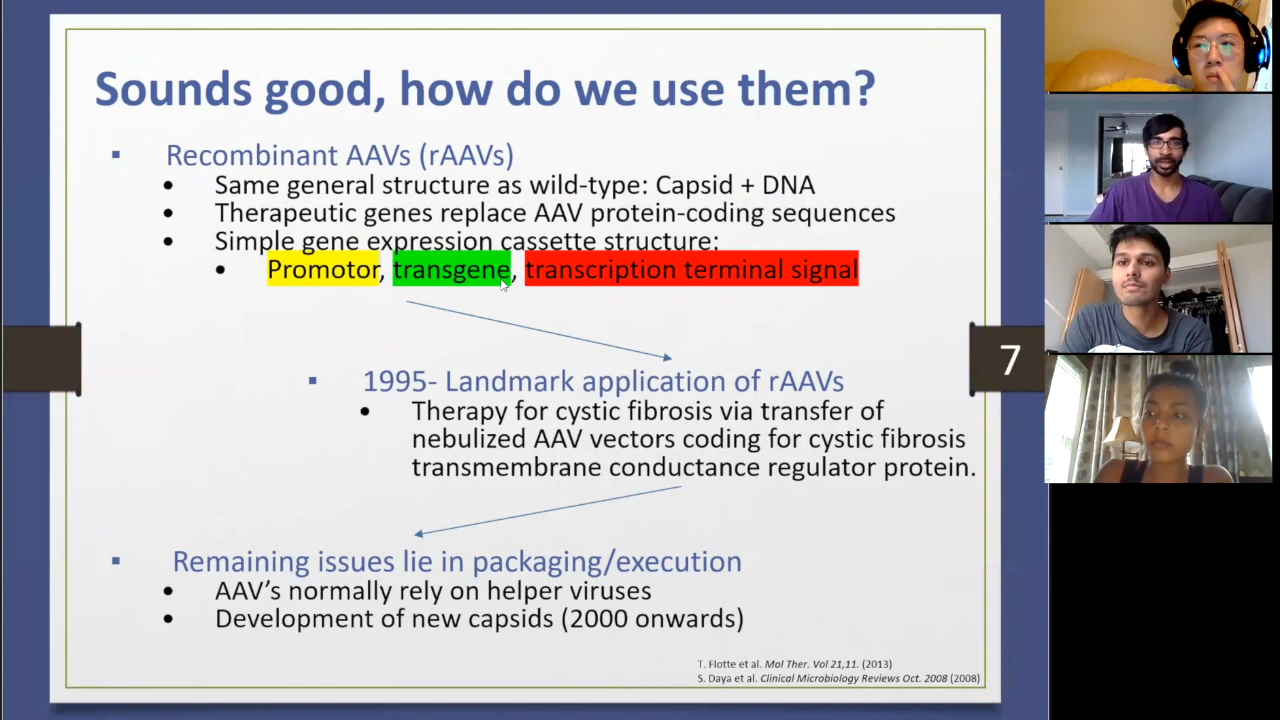 Sounds good, how do we use them?
▪ Recombinant AAVs (rAAVs)
• Same general structure as wild-type: Capsid + DNA
• Therapeutic genes replace AAV protein-coding sequences
• Simple gene expression cassette structure:
• Promotor, transgene, transcription terminal signal
7
▪ 1995- Landmark application of rAAVs
• Therapy for cystic fibrosis via transfer of
nebulized AAV vectors coding for cystic fibrosis
transmembrane conductance regulator protein.
▪ Remaining issues lie in packaging/execution
• AAV's normally rely on helper viruses
• Development of new capsids (2000 onwards)
T. Flotte et al. Mol Ther. Vol 21,11. (2013)
S. Daya et al. Clinical Microbiology Reviews Oct. 2008 (2008)